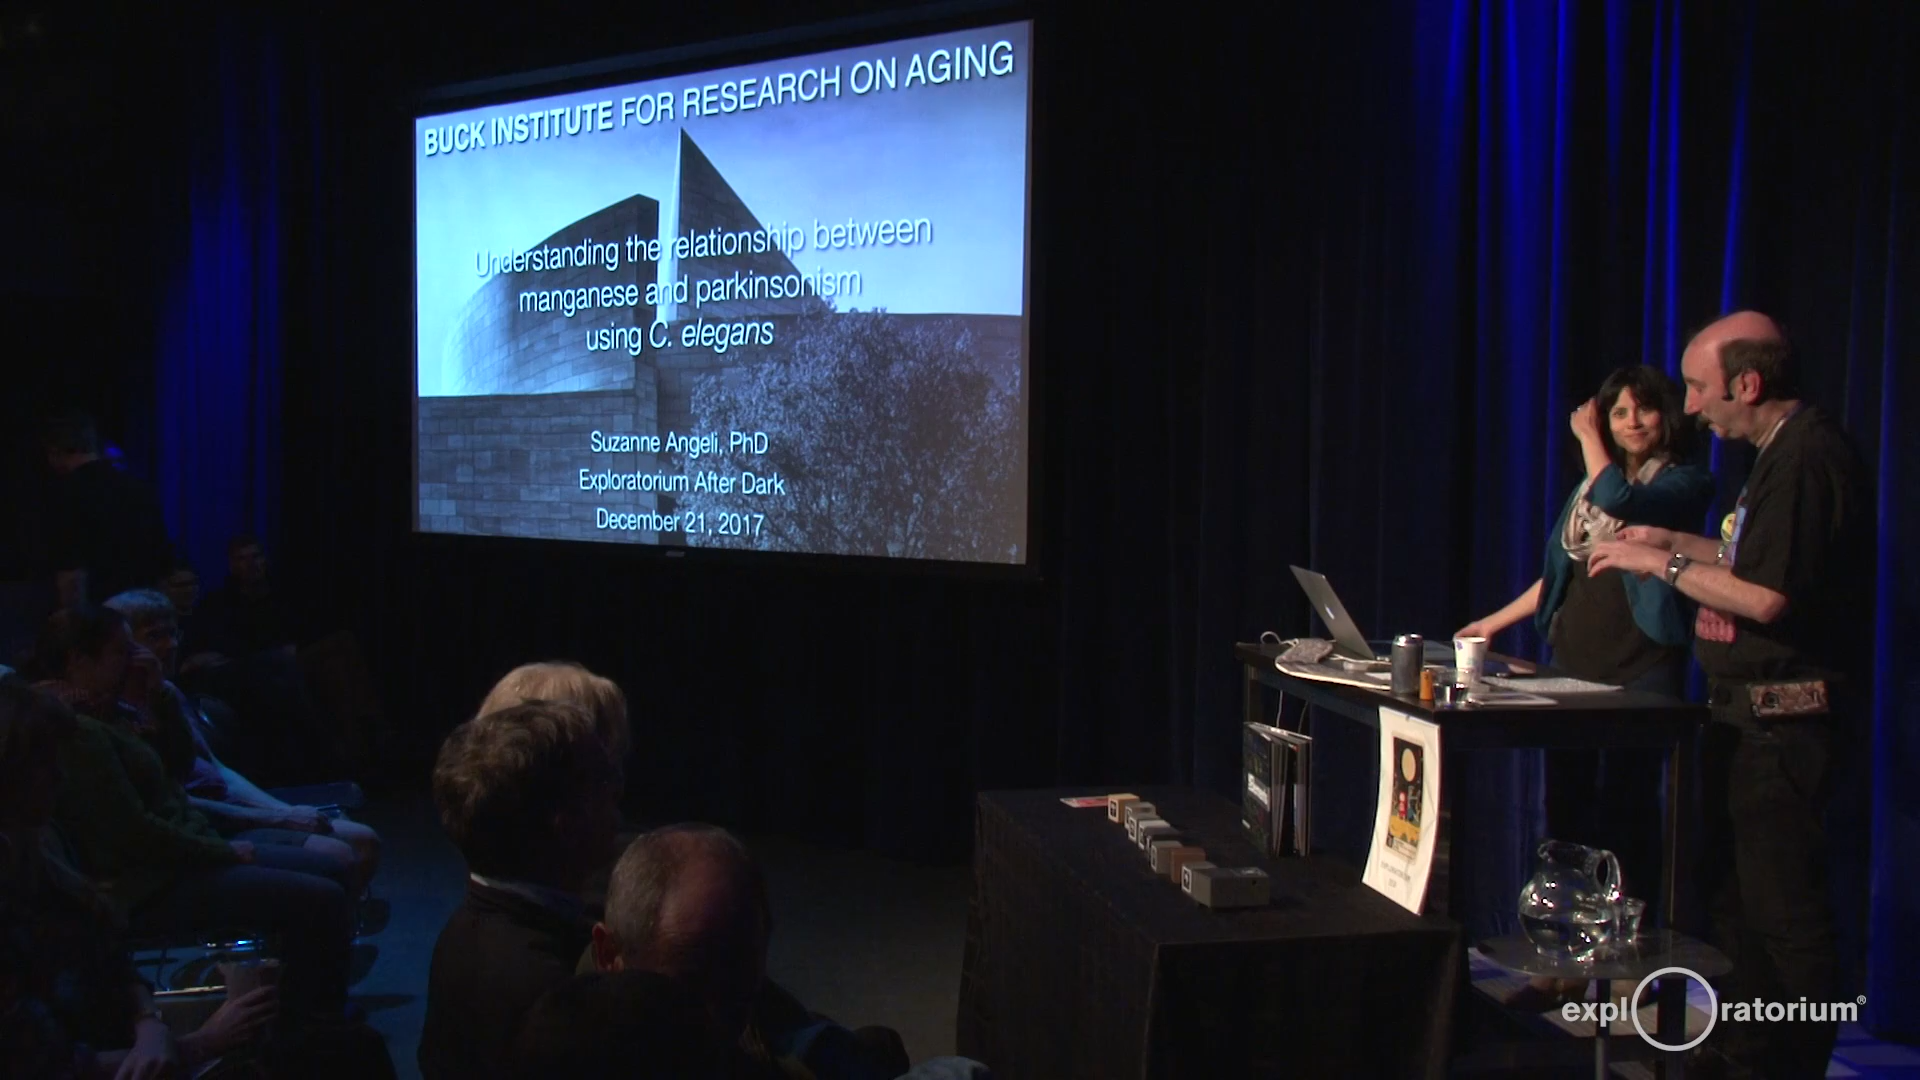 BUCK INSTITUTE FOR RESEARCH ON AGING
Understanding the relationship between
manganese and parkinsonism
using C. elegans
Suzanne Angeli, PhD
Exploratorium After Dark
December 21, 2017
exploratorium®